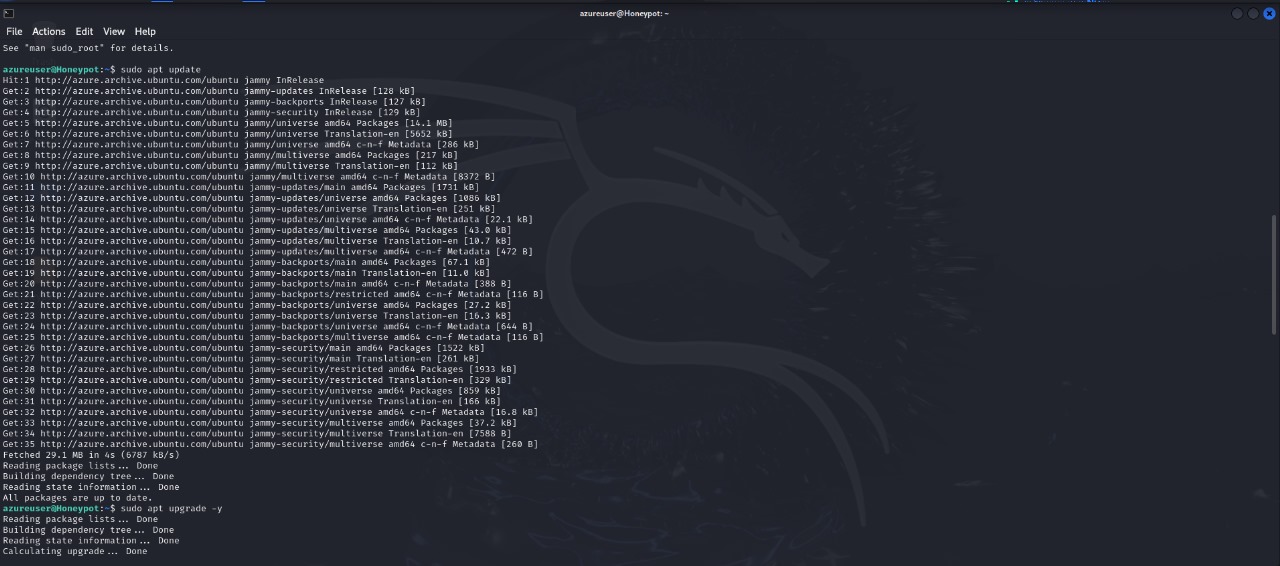 azureuser@Honeypot: ~
File Actions Edit View Help
See "man sudo_root" for details.
azureuser@Honeypot:~$ sudo apt update
Hit:1 http://azure.archive.ubuntu.com/ubuntu jammy InRelease
Get:2 http://azure.archive.ubuntu.com/ubuntu jammy-updates InRelease [128 kB]
Get:3 http://azure.archive.ubuntu.com/ubuntu jammy-backports InRelease [127 kB]
Get:4 http://azure.archive.ubuntu.com/ubuntu jammy-security InRelease [129 kB]
Get:5 http://azure.archive.ubuntu.com/ubuntu jammy/universe amd64 Packages [14.1 MB]
Get:6 http://azure.archive.ubuntu.com/ubuntu jammy/universe Translation-en [5652 kB]
Get:7 http://azure.archive.ubuntu.com/ubuntu jammy/universe amd64 c-n-f Metadata [286 kB]
Get:8 http://azure.archive.ubuntu.com/ubuntu jammy/multiverse amd64 Packages [217 kB]
Get:9 http://azure.archive.ubuntu.com/ubuntu jammy/multiverse Translation-en [112 kB]
Get:10 http://azure.archive.ubuntu.com/ubuntu jammy/multiverse amd64 c-n-f Metadata [8372 B]
Get:11 http://azure.archive.ubuntu.com/ubuntu jammy-updates/main amd64 Packages [1731 kB]
Get:12 http://azure.archive.ubuntu.com/ubuntu jammy-updates/universe amd64 Packages [1086 kB]
Get:13 http://azure.archive.ubuntu.com/ubuntu jammy-updates/universe Translation-en [251 kB]
Get:14 http://azure.archive.ubuntu.com/ubuntu jammy-updates/universe amd64 c-n-f Metadata [22.1 kB]
Get:15 http://azure.archive.ubuntu.com/ubuntu jammy-updates/multiverse amd64 Packages [43.0 kB]
Get:16 http://azure.archive.ubuntu.com/ubuntu jammy-updates/multiverse Translation-en [10.7 kB]
Get:17 http://azure.archive.ubuntu.com/ubuntu jammy-updates/multiverse amd64 c-n-f Metadata [472 B]
Get:18 http://azure.archive.ubuntu.com/ubuntu jammy-backports/main amd64 Packages [67.1 kB]
Get:19 http://azure.archive.ubuntu.com/ubuntu jammy-backports/main Translation-en [11.0 kB]
Get:20 http://azure.archive.ubuntu.com/ubuntu jammy-backports/main amd64 c-n-f Metadata [388 B]
Get:21 http://azure.archive.ubuntu.com/ubuntu jammy-backports/restricted amd64 c-n-f Metadata [116 B]
Get:22 http://azure.archive.ubuntu.com/ubuntu jammy-backports/universe amd64 Packages [27.2 kB]
Get:23 http://azure.archive.ubuntu.com/ubuntu jammy-backports/universe Translation-en [16.3 kB]
Get:24 http://azure.archive.ubuntu.com/ubuntu jammy-backports/universe amd64 c-n-f Metadata [644 B]
Get:25 http://azure.archive.ubuntu.com/ubuntu jammy-backports/multiverse amd64 c-n-f Metadata [116 B]
Get:26 http://azure.archive.ubuntu.com/ubuntu jammy-security/main amd64 Packages [1522 kB]
Get:27 http://azure.archive.ubuntu.com/ubuntu jammy-security/main Translation-en [261 kB]
Get:28 http://azure.archive.ubuntu.com/ubuntu jammy-security/restricted amd64 Packages [1933 kB]
Get:29 http://azure.archive.ubuntu.com/ubuntu jammy-security/restricted Translation-en [329 kB]
Get:30 http://azure.archive.ubuntu.com/ubuntu jammy-security/universe amd64 Packages [859 kB]
Get:31 http://azure.archive.ubuntu.com/ubuntu jammy-security/universe Translation-en [166 kB]
Get:32 http://azure.archive.ubuntu.com/ubuntu jammy-security/universe amd64 c-n-f Metadata [16.8 kB]
Get:33 http://azure.archive.ubuntu.com/ubuntu jammy-security/multiverse amd64 Packages [37.2 kB]
Get:34 http://azure.archive.ubuntu.com/ubuntu jammy-security/multiverse Translation-en [7588 B]
Get:35 http://azure.archive.ubuntu.com/ubuntu jammy-security/multiverse amd64 c-n-f Metadata [260 B]
Fetched 29.1 MB in 4s (6787 kB/s)
Reading package lists... Done
Building dependency tree... Done
Reading state information... Done
All packages are up to date.
azureuser@Honeypot:~$ sudo apt upgrade -y
Reading package lists... Done
Building dependency tree... Done
Reading state information... Done
Calculating upgrade... Done